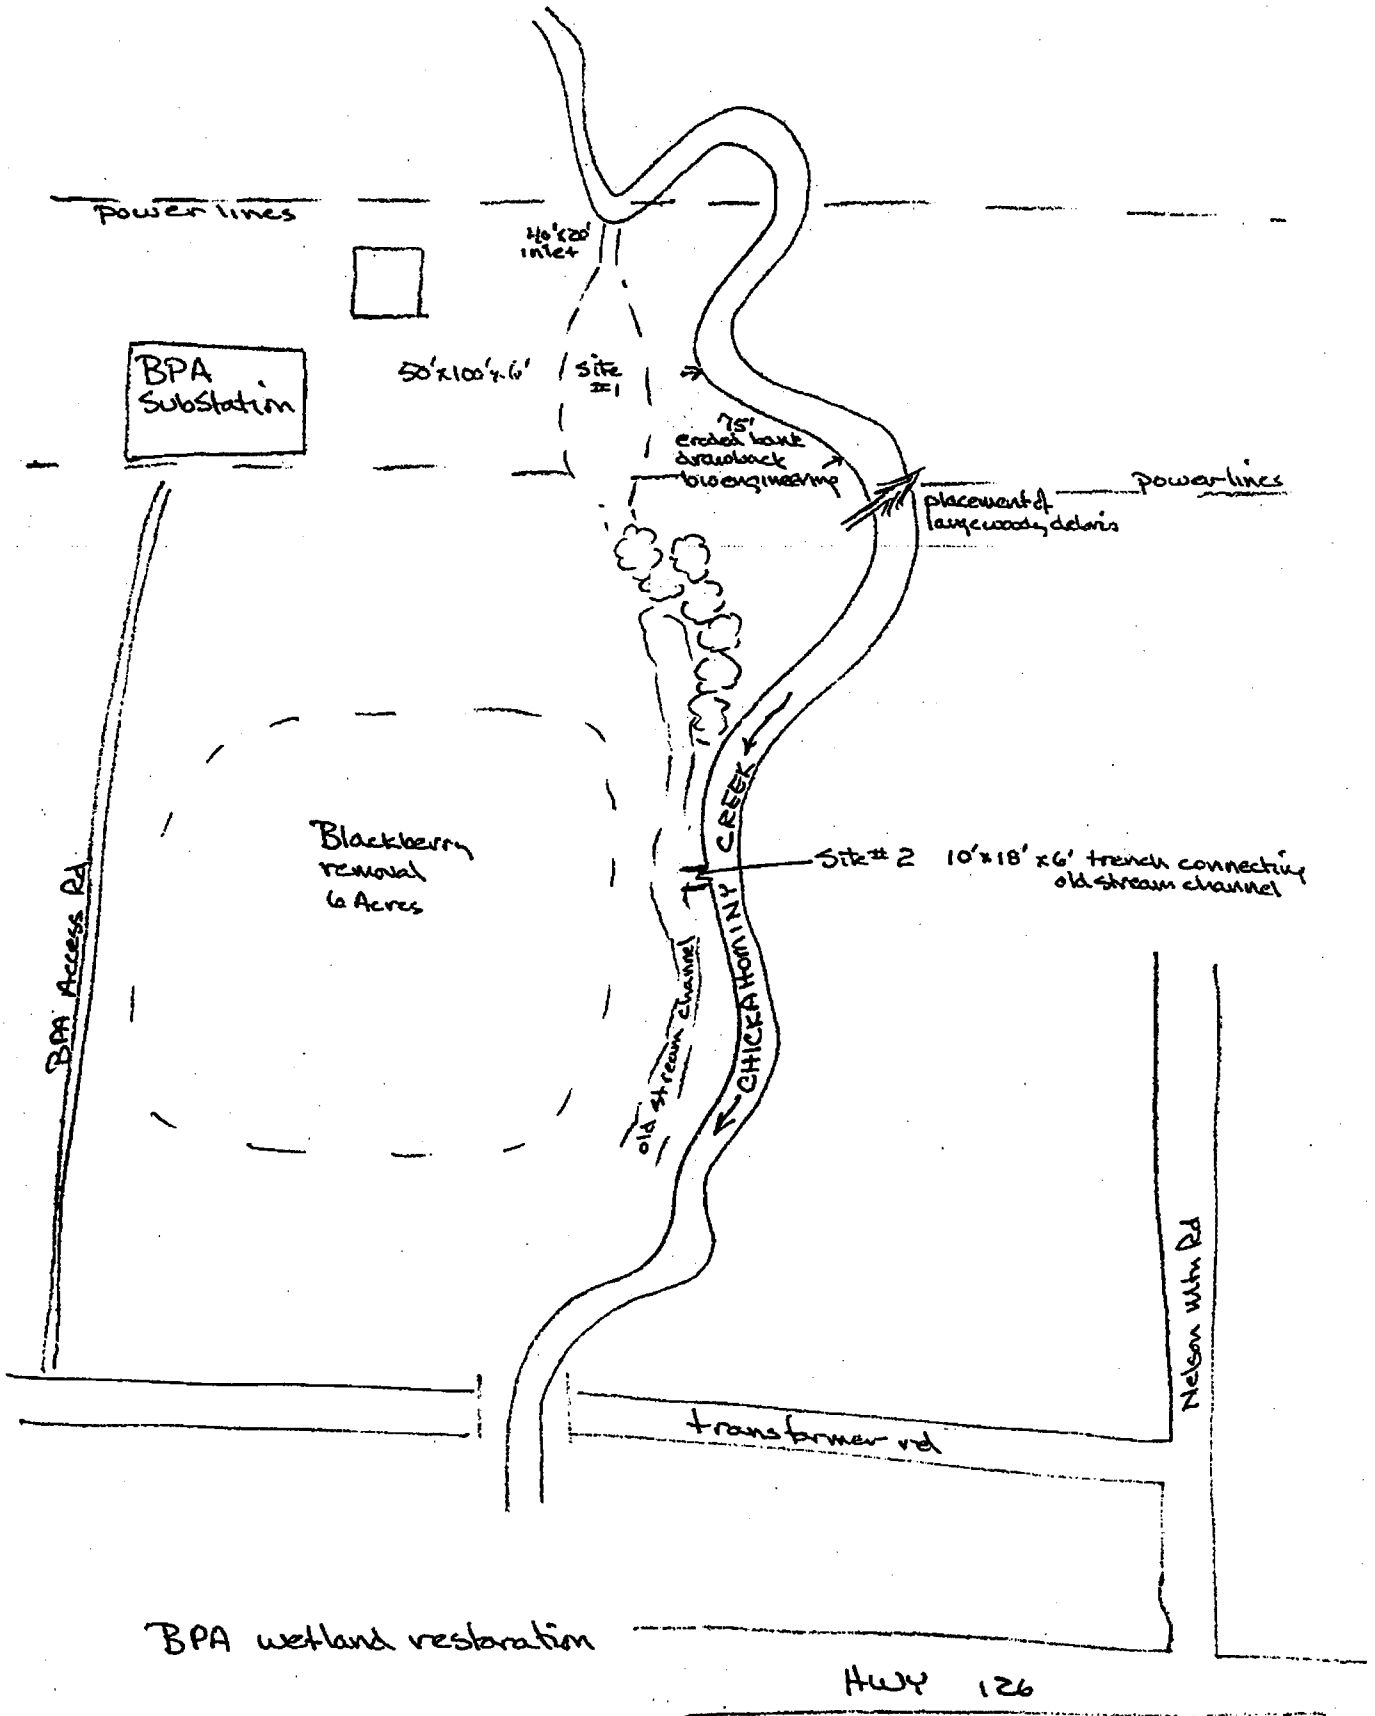 power lines
40'x20'
inlet
BPA
Substation
50'x100'x6'
Site
#1
75'
eroded bank
drawback
bioengineering
powerlines
placement of
large woody debris
Blackberry
removal
6 Acres
BPA Access Rd
CHICKAHOMINY CREEK
Site # 2 10'x18'x6' trench connecting
old stream channel
old stream channel
Nelson Mtn Rd
transformer rd
BPA wetland restoration
HWY 126